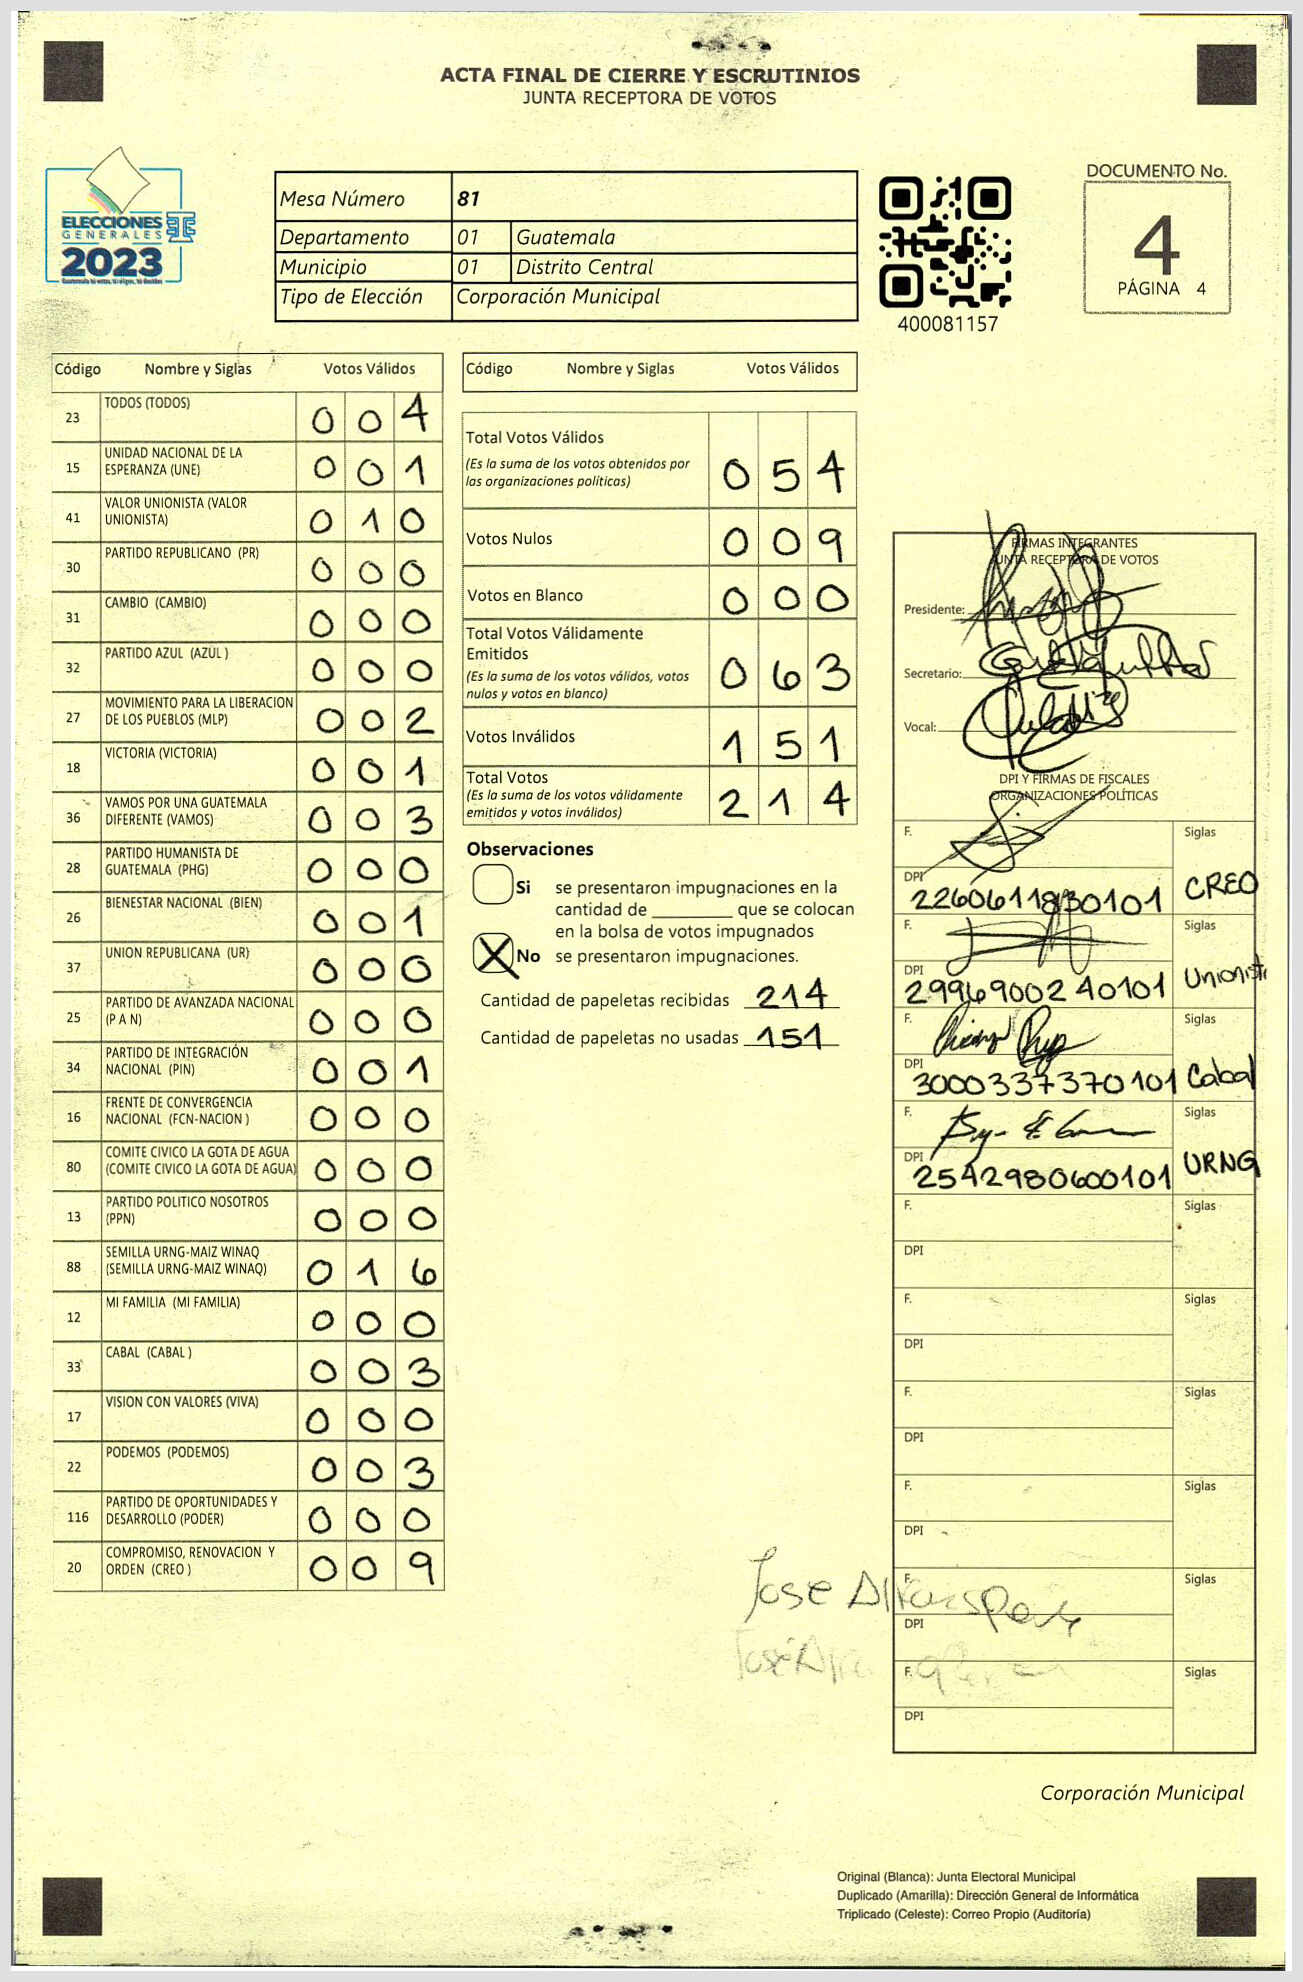 ACTA FINAL DE CIERRE Y ESCRUTINIOS
JUNTA RECEPTORA DE VOTOS
ELECCIONES
GENERALES
2023
Mesa Número 81
Departamento 01 Guatemala
Municipio 01 Distrito Central
Tipo de Elección Corporación Municipal
400081157
DOCUMENTO No.
4
PÁGINA 4
Código Nombre y Siglas Votos Válidos
23 TODOS (TODOS) 0 0 4
15 UNIDAD NACIONAL DE LA
ESPERANZA (UNE) 0 0 1
41 VALOR UNIONISTA (VALOR
UNIONISTA) 0 1 0
30 PARTIDO REPUBLICANO (PR) 0 0 0
31 CAMBIO (CAMBIO) 0 0 0
32 PARTIDO AZUL (AZUL ) 0 0 0
27 MOVIMIENTO PARA LA LIBERACION
DE LOS PUEBLOS (MLP) 0 0 2
18 VICTORIA (VICTORIA) 0 0 1
36 VAMOS POR UNA GUATEMALA
DIFERENTE (VAMOS) 0 0 3
28 PARTIDO HUMANISTA DE
GUATEMALA (PHG) 0 0 0
26 BIENESTAR NACIONAL (BIEN) 0 0 1
37 UNION REPUBLICANA (UR) 0 0 0
25 PARTIDO DE AVANZADA NACIONAL
(P A N) 0 0 0
34 PARTIDO DE INTEGRACIÓN
NACIONAL (PIN) 0 0 1
16 FRENTE DE CONVERGENCIA
NACIONAL (FCN-NACION ) 0 0 0
80 COMITE CIVICO LA GOTA DE AGUA
(COMITE CIVICO LA GOTA DE AGUA) 0 0 0
13 PARTIDO POLITICO NOSOTROS
(PPN) 0 0 0
88 SEMILLA URNG-MAIZ WINAQ
(SEMILLA URNG-MAIZ WINAQ) 0 1 6
12 MI FAMILIA (MI FAMILIA) 0 0 0
33 CABAL (CABAL ) 0 0 3
17 VISION CON VALORES (VIVA) 0 0 0
22 PODEMOS (PODEMOS) 0 0 3
116 PARTIDO DE OPORTUNIDADES Y
DESARROLLO (PODER) 0 0 0
20 COMPROMISO, RENOVACION Y
ORDEN (CREO ) 0 0 9
Código Nombre y Siglas Votos Válidos
Total Votos Válidos
(Es la suma de los votos obtenidos por
las organizaciones políticas) 0 5 4
Votos Nulos 0 0 9
Votos en Blanco 0 0 0
Total Votos Válidamente
Emitidos
(Es la suma de los votos válidos, votos
nulos y votos en blanco) 0 6 3
Votos Inválidos 1 5 1
Total Votos
(Es la suma de los votos válidamente
emitidos y votos inválidos) 2 1 4
Observaciones
Si se presentaron impugnaciones en la
cantidad de ________ que se colocan
en la bolsa de votos impugnados
X No se presentaron impugnaciones.
Cantidad de papeletas recibidas 214
Cantidad de papeletas no usadas 151
FIRMAS INTEGRANTES
JUNTA RECEPTORA DE VOTOS
Presidente:
Secretario:
Vocal:
DPI Y FIRMAS DE FISCALES
ORGANIZACIONES POLÍTICAS
F. Siglas
DPI 2260611830101 CREO
F.
DPI 2996900240101 Unionista
F. Siglas
DPI 3000337370101 Cabal
F. Siglas
DPI 2542980600101 URNG
F. Siglas
DPI
F. Siglas
DPI
F. Siglas
DPI
F. Siglas
DPI
F. Siglas
DPI
F. Siglas
DPI
Jose
José
Corporación Municipal
Original (Blanca): Junta Electoral Municipal
Duplicado (Amarilla): Dirección General de Informática
Triplicado (Celeste): Correo Propio (Auditoría)